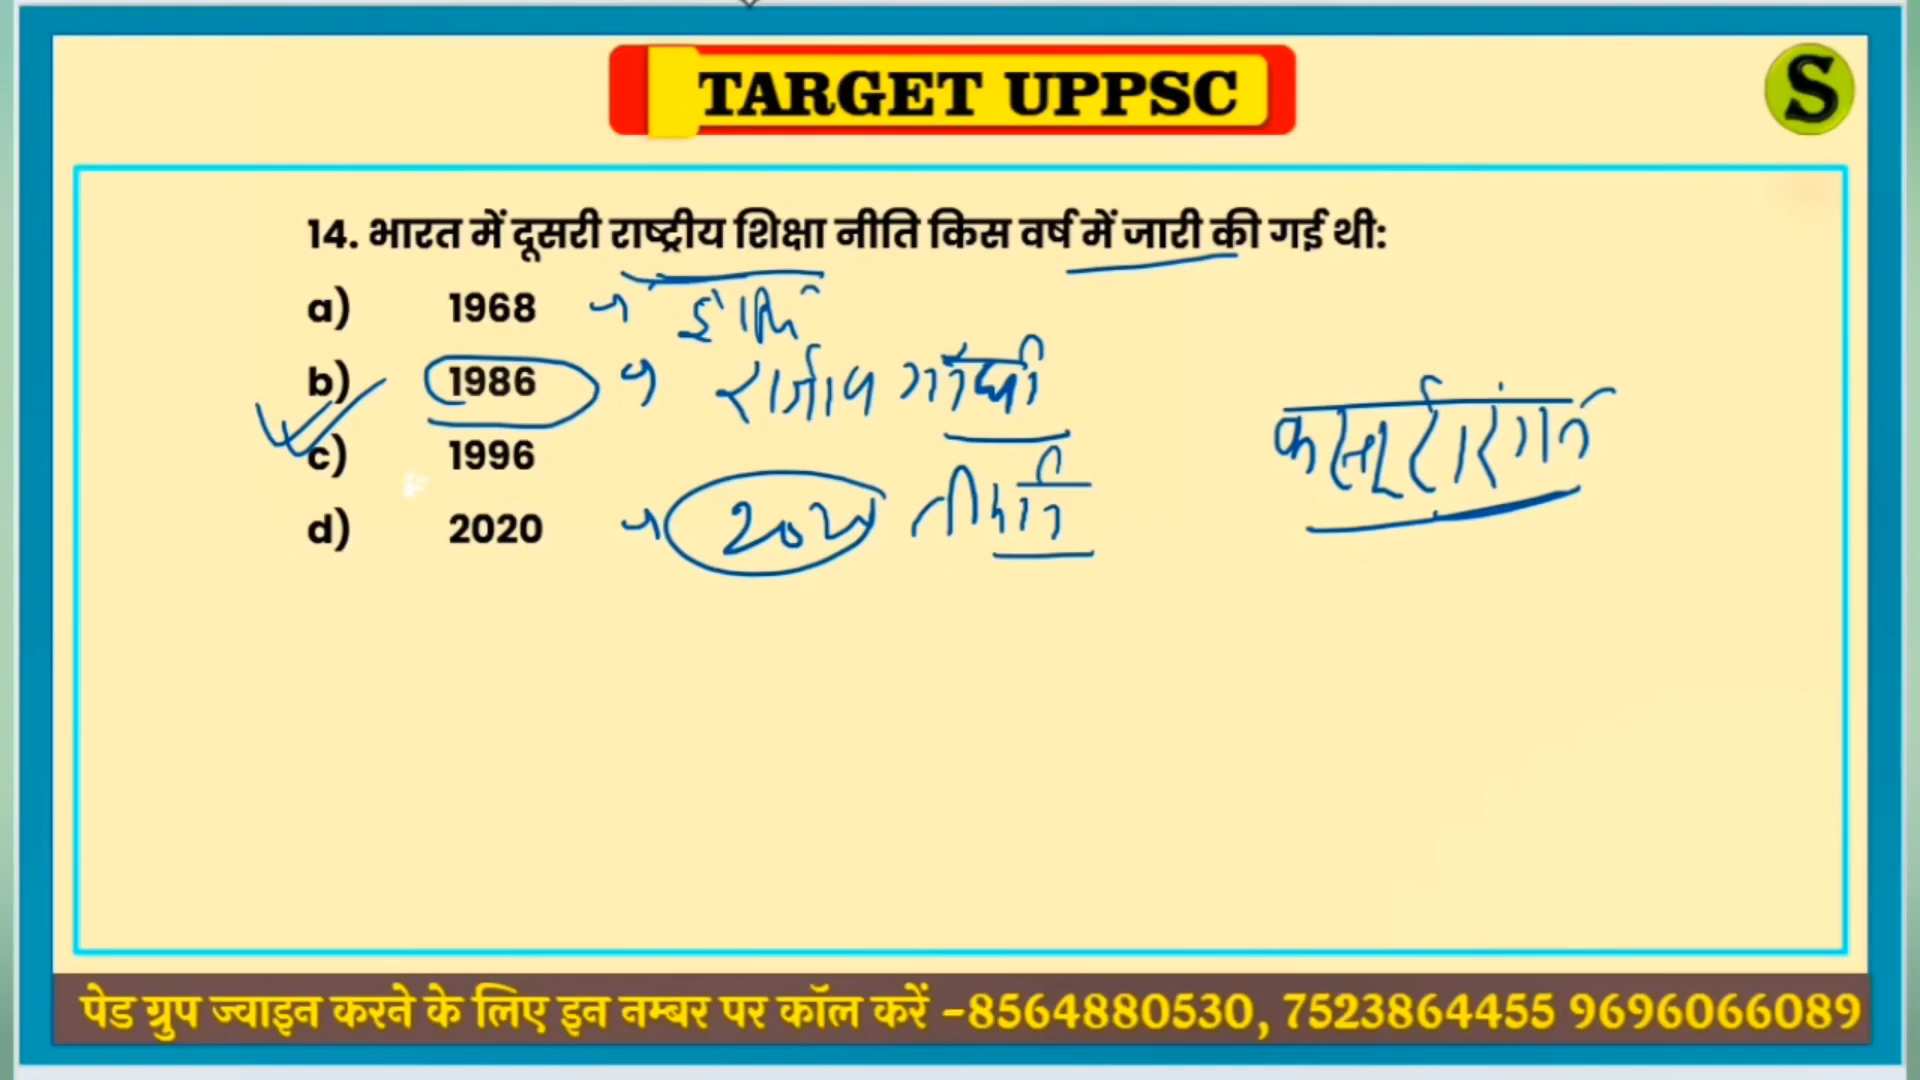 TARGET UPPSC
S
14. भारत में दूसरी राष्ट्रीय शिक्षा नीति किस वर्ष में जारी की गई थी:
a) 1968
b) 1986 राजीव गांधी
c) 1996
कस्तूरीरंगन
d) 2020
पेड ग्रुप ज्वाइन करने के लिए इन नम्बर पर कॉल करें -8564880530, 7523864455 9696066089